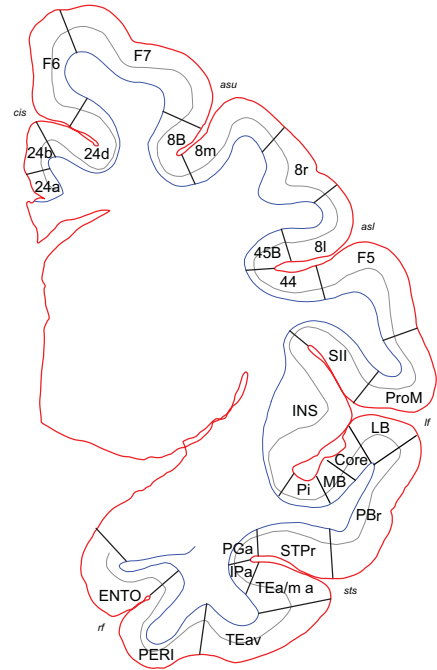 F7
F6
asu
cis
8B
8m
24b
24d
8r
24a
asl
45B
8l
F5
44
SII
ProM
INS
LB
lf
Core
MB
Pi
PBr
PGa
STPr
IPa
TEa/m a
sts
ENTO
rf
TEav
PERI